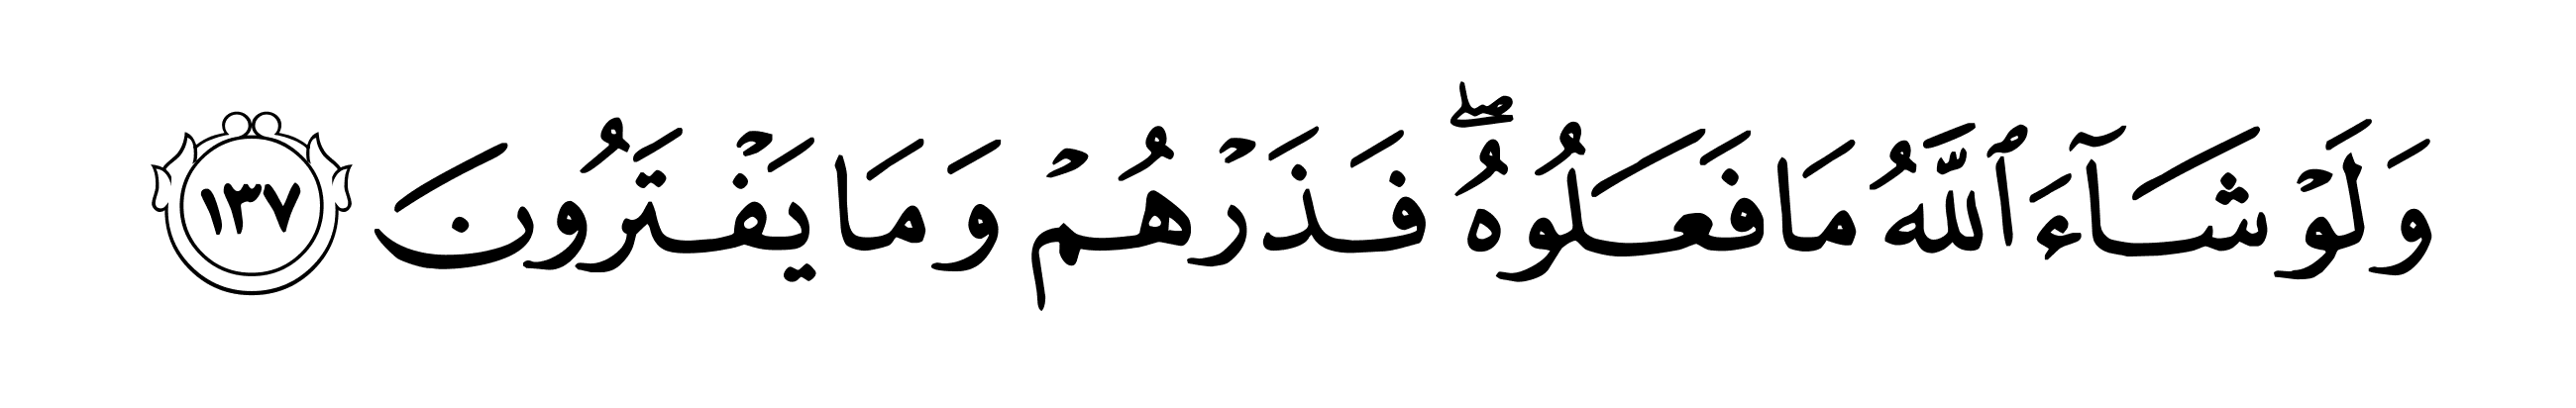 وَلَوۡ شَآءَ ٱللَّهُ مَا فَعَلُوهُۖ فَذَرۡهُمۡ وَمَا يَفۡتَرُونَ ١٣٧